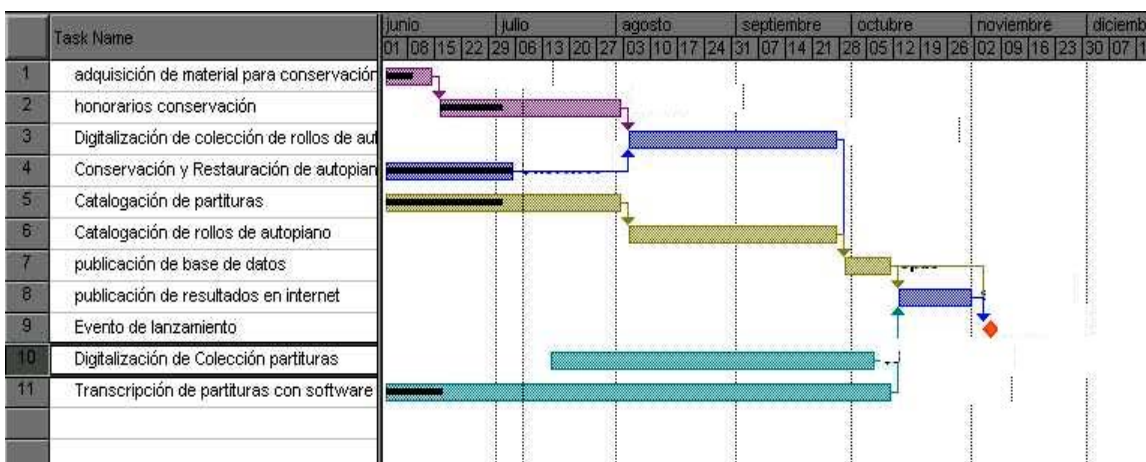 Task Name
junio julio agosto septiembre octubre noviembre diciemb
01 08 15 22 29 06 13 20 27 03 10 17 24 31 07 14 21 28 05 12 19 26 02 09 16 23 30 07
1 adquisición de material para conservación
2 honorarios conservación
3 Digitalización de colección de rollos de aut
4 Conservación y Restauración de autopian
5 Catalogación de partituras
6 Catalogación de rollos de autopiano
7 publicación de base de datos
8 publicación de resultados en internet
9 Evento de lanzamiento
10 Digitalización de Colección partituras
11 Transcripción de partituras con software